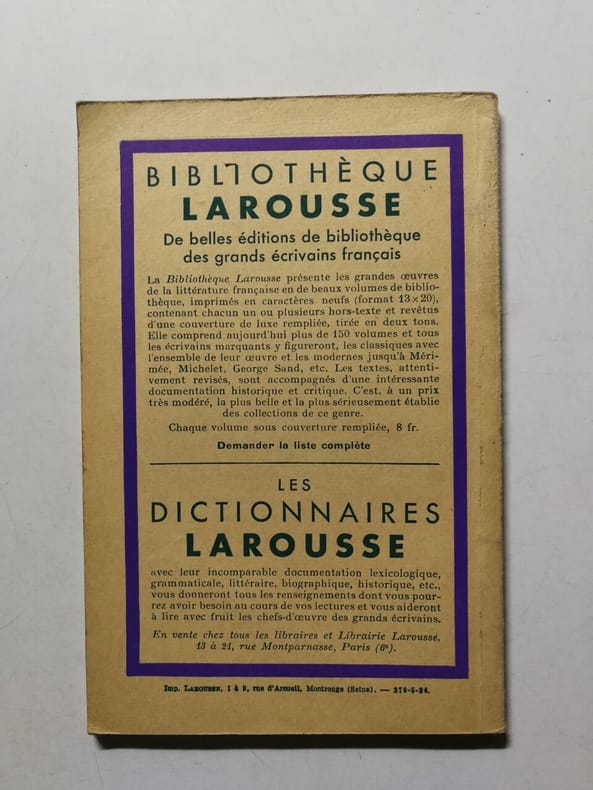 BIBLIOTHÈQUE
LAROUSSE
De belles éditions de bibliothèque
des grands écrivains français
La Bibliothèque Larousse présente les grandes œuvres
de la littérature française en de beaux volumes de biblio-
thèque, imprimés en caractères neufs (format 13×20),
contenant chacun un ou plusieurs hors-texte et revêtus
d'une couverture de luxe rempliée, tirée en deux tons.
Elle comprend aujourd'hui plus de 150 volumes et tous
les écrivains marquants y figureront, les classiques avec
l'ensemble de leur œuvre et les modernes jusqu'à Méri-
mée, Michelet, George Sand, etc. Les textes, attenti-
vement revisés, sont accompagnés d'une intéressante
documentation historique et critique. C'est, à un prix
très modéré, la plus belle et la plus sérieusement établie
des collections de ce genre.
Chaque volume sous couverture rempliée, 8 fr.
Demander la liste complète
LES
DICTIONNAIRES
LAROUSSE
avec leur incomparable documentation lexicologique,
grammaticale, littéraire, biographique, historique, etc.,
vous donneront tous les renseignements dont vous pour-
rez avoir besoin au cours de vos lectures et vous aideront
à lire avec fruit les chefs-d'œuvre des grands écrivains.
En vente chez tous les libraires et Librairie Larousse,
13 à 21, rue Montparnasse, Paris (6e).
Imp. LAROUSSE, 1 à 9, rue d'Arcueil, Montrouge (Seine). —